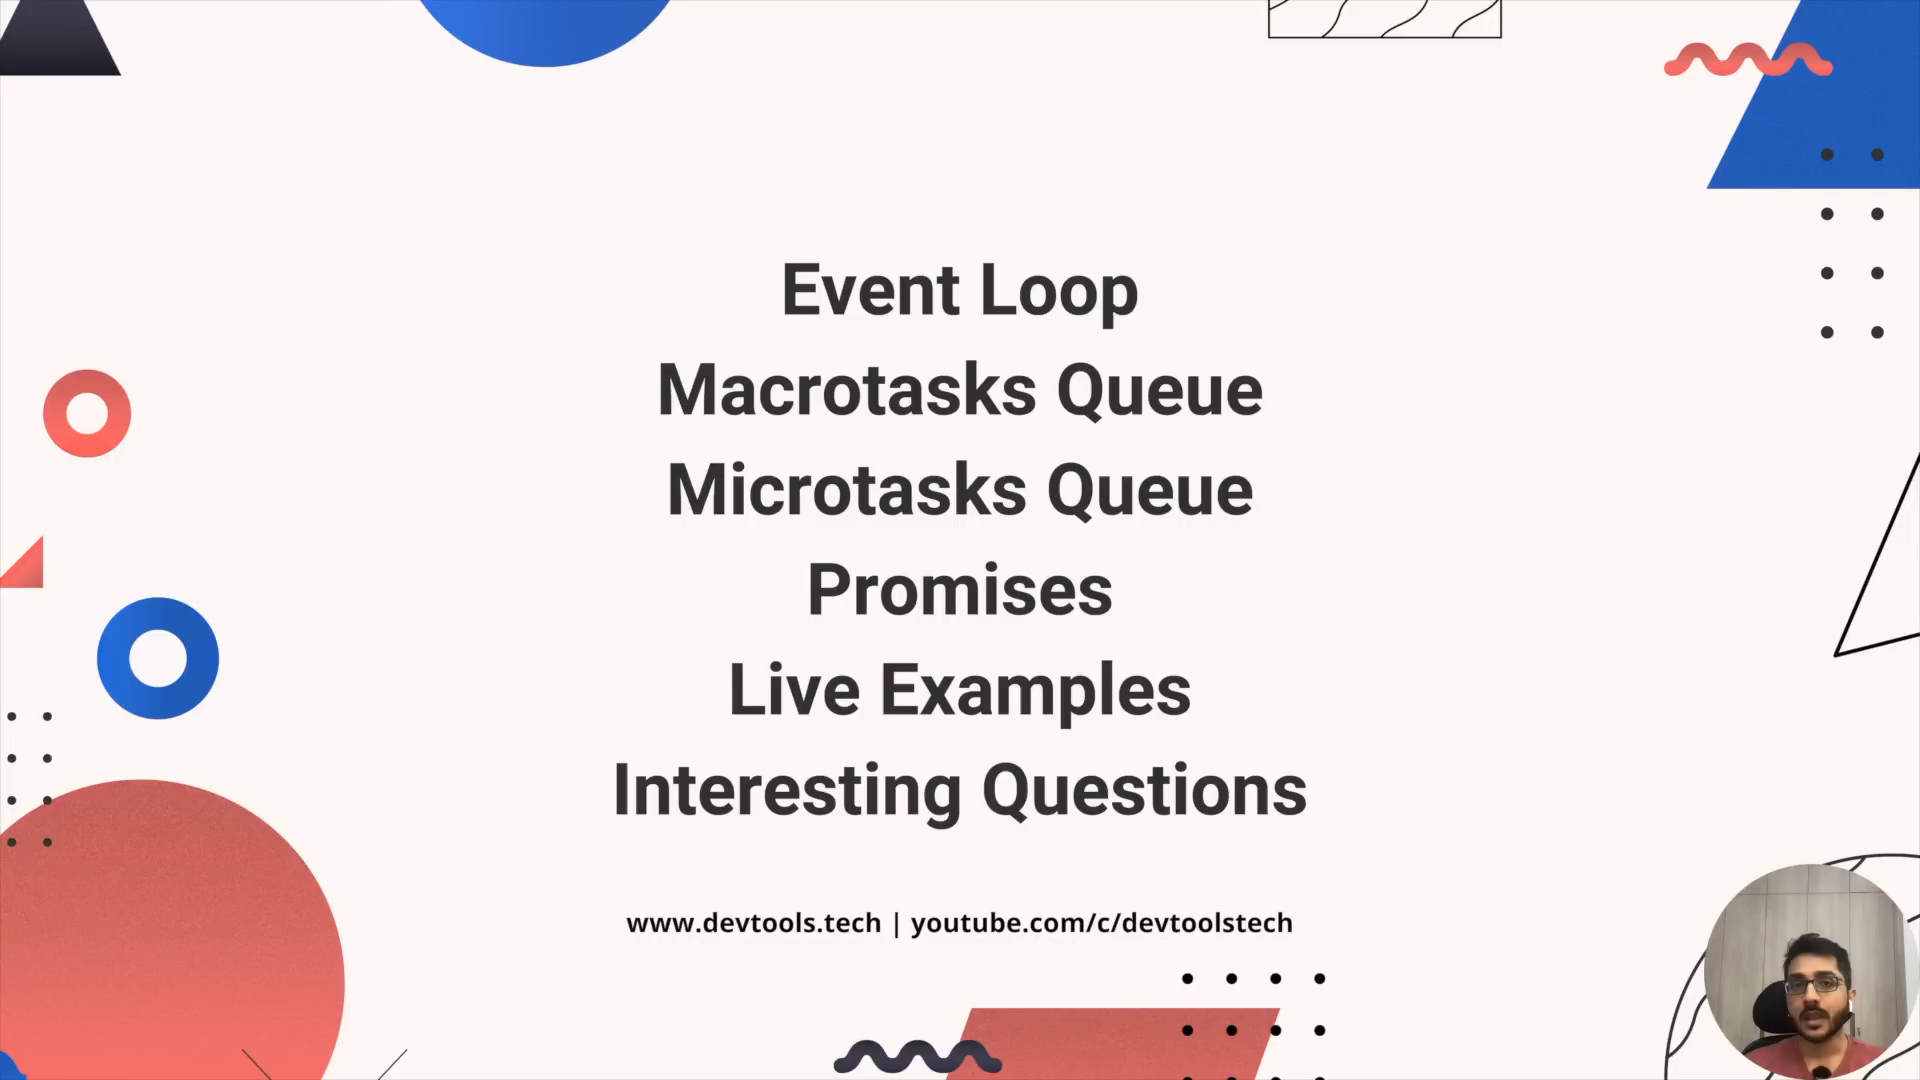 Event Loop
Macrotasks Queue
Microtasks Queue
Promises
Live Examples
Interesting Questions
www.devtools.tech | youtube.com/c/devtoolstech